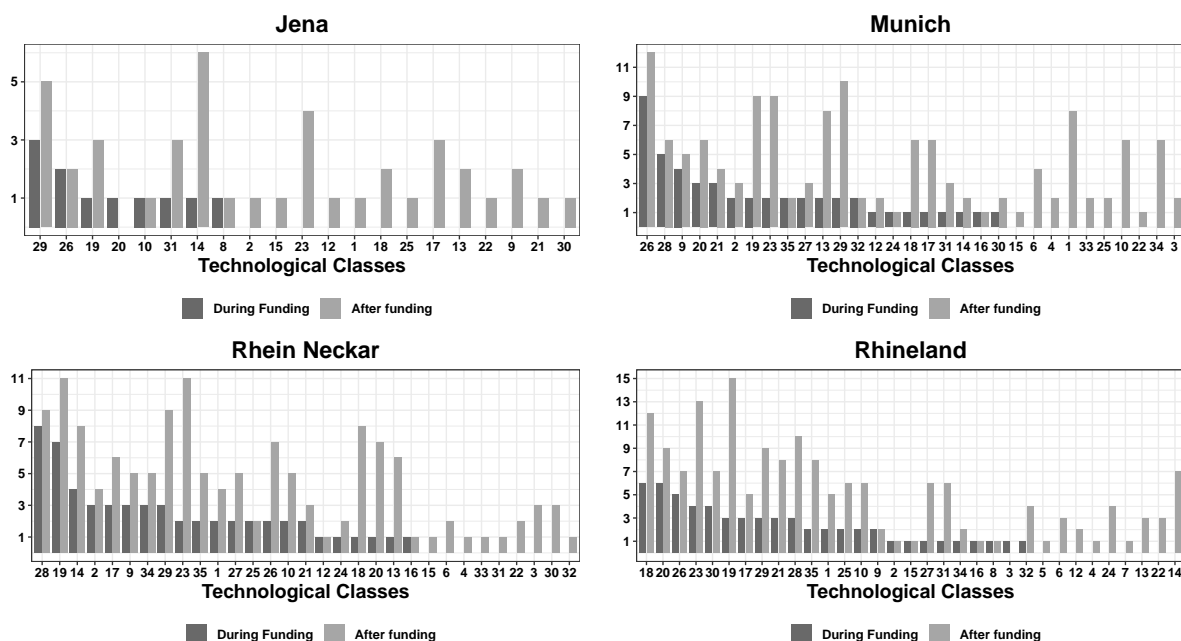 Jena
5
3
1
29 26 19 20 10 31 14 8 2 15 23 12 1 18 25 17 13 22 9 21 30
Technological Classes
During Funding After funding
Munich
11
9
7
5
3
1
26 28 9 20 21 2 19 23 35 27 13 29 32 12 24 18 17 31 14 16 30 15 6 4 1 33 25 10 22 34 3
Technological Classes
During Funding After funding
Rhein Neckar
11
9
7
5
3
1
28 19 14 2 17 9 34 29 23 35 1 27 25 26 10 21 12 24 18 20 13 16 15 6 4 33 31 22 3 30 32
Technological Classes
During Funding After funding
Rhineland
15
13
11
9
7
5
3
1
18 20 26 23 30 19 17 29 21 28 35 1 25 10 9 2 15 27 31 34 16 8 3 32 5 6 12 4 24 7 13 22 14
Technological Classes
During Funding After funding